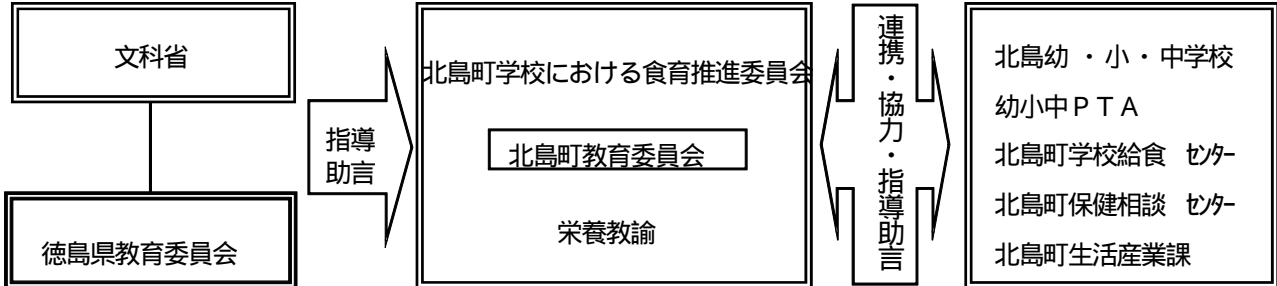 文科省
徳島県教育委員会
指導
助言
北島町学校における食育推進委員会
北島町教育委員会
栄養教諭
連携・協力・指導助言
北島幼 ・ 小 ・ 中学校
幼小中ＰＴＡ
北島町学校給食 ｾﾝﾀｰ
北島町保健相談 ｾﾝﾀｰ
北島町生活産業課